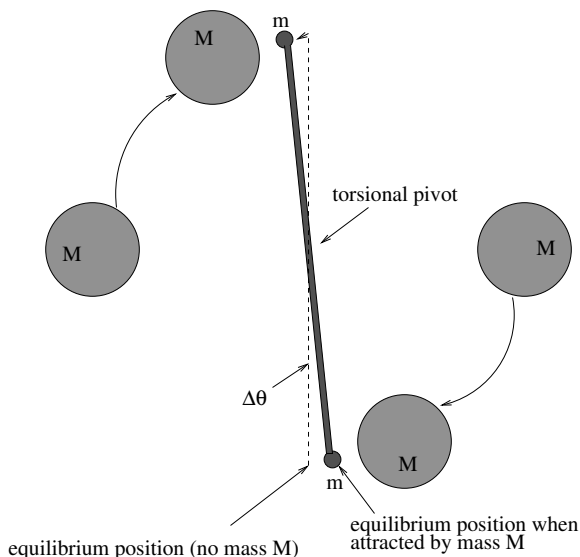 m
M
torsional pivot
M
M
Δθ
M
m
equilibrium position when
attracted by mass M
equilibrium position (no mass M)